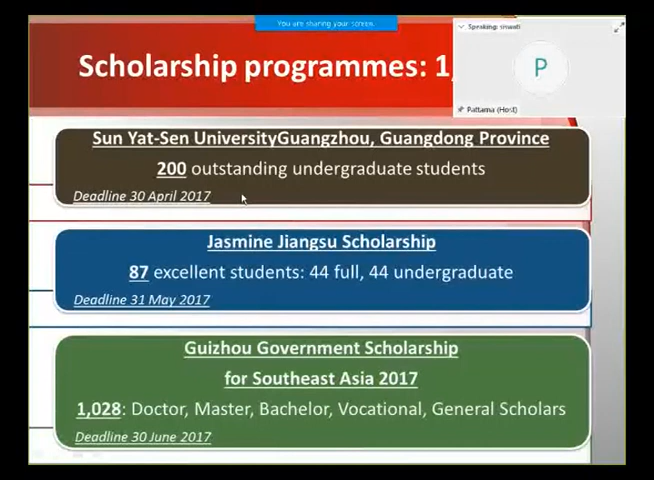 You are sharing your screen
Speaking:
P
Pattama (Host)
Scholarship programmes: 1,
Sun Yat-Sen UniversityGuangzhou, Guangdong Province
200 outstanding undergraduate students
Deadline 30 April 2017
Jasmine Jiangsu Scholarship
87 excellent students: 44 full, 44 undergraduate
Deadline 31 May 2017
Guizhou Government Scholarship
for Southeast Asia 2017
1,028: Doctor, Master, Bachelor, Vocational, General Scholars
Deadline 30 June 2017